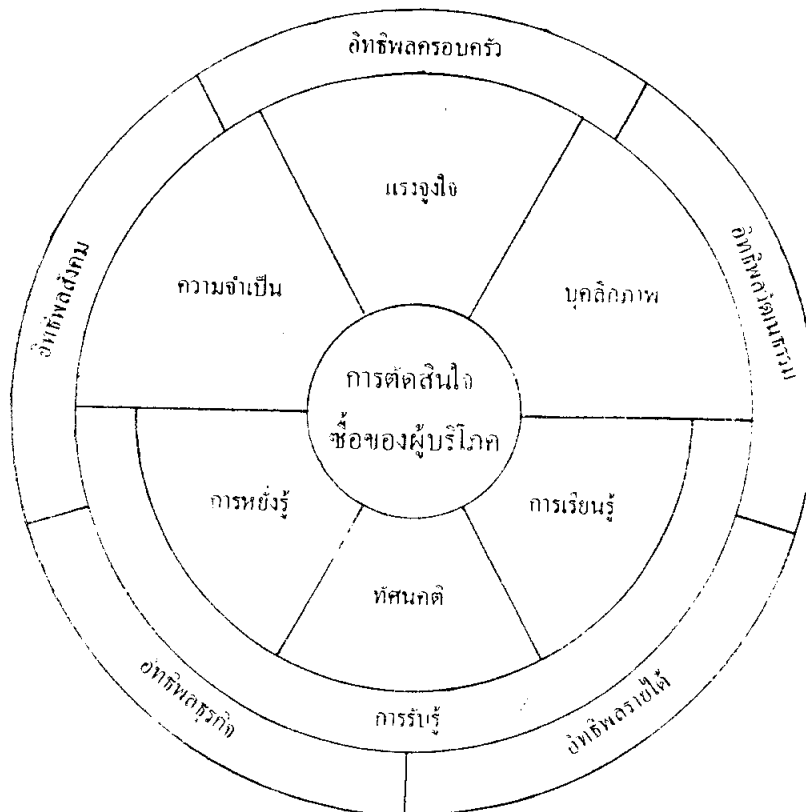 อิทธิพลครอบครัว
แรงจูงใจ
อิทธิพลสังคม
อิทธิพลวัฒนธรรม
ความจำเป็น
บุคลิกภาพ
การตัดสินใจ
ซื้อของผู้บริโภค
การหยั่งรู้
การเรียนรู้
ทัศนคติ
อิทธิพลธุรกิจ
การรับรู้
อิทธิพลรายได้